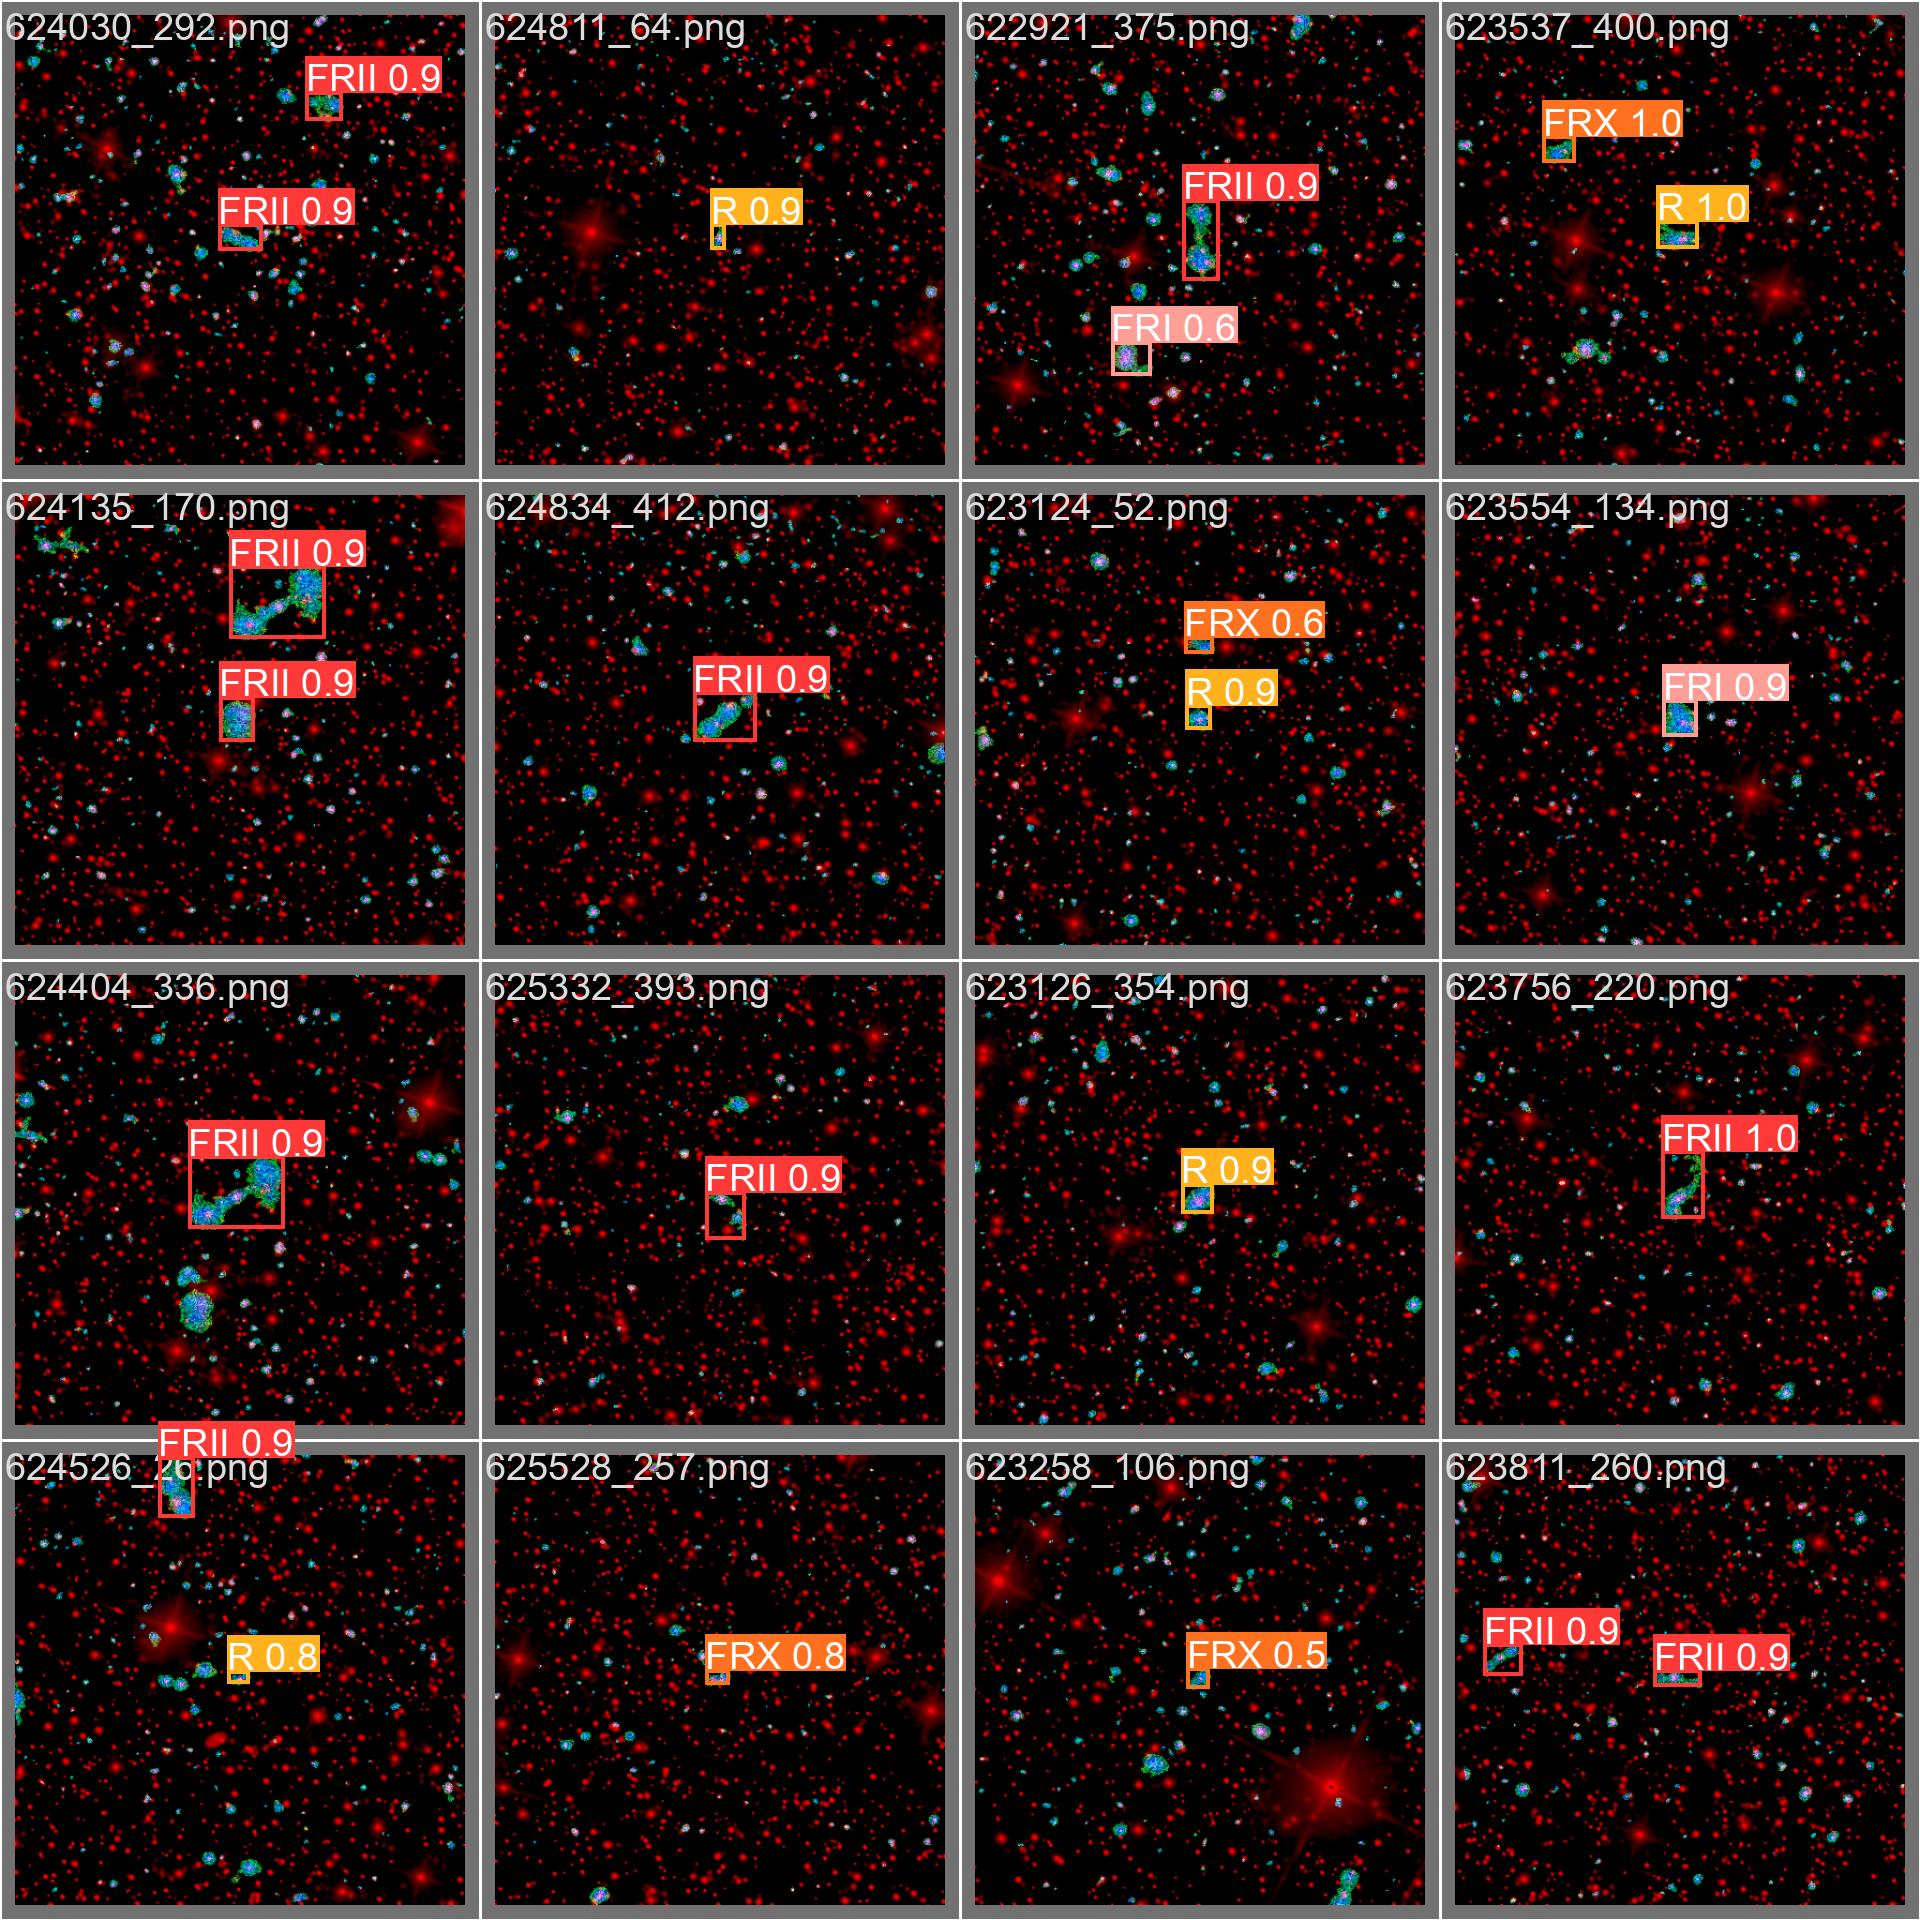 624030_292.png
FRII 0.9
FRII 0.9
624811_64.png
R 0.9
622921_375.png
FRII 0.9
FRI 0.6
623537_400.png
FRX 1.0
R 1.0
624135_170.png
FRII 0.9
FRII 0.9
624834_412.png
FRII 0.9
623124_52.png
FRX 0.6
R 0.9
623554_134.png
FRI 0.9
624404_336.png
FRII 0.9
625332_393.png
FRII 0.9
623126_354.png
R 0.9
623756_220.png
FRII 1.0
FRII 0.9
624526_26.png
R 0.8
625528_257.png
FRX 0.8
623258_106.png
FRX 0.5
623811_260.png
FRII 0.9
FRII 0.9